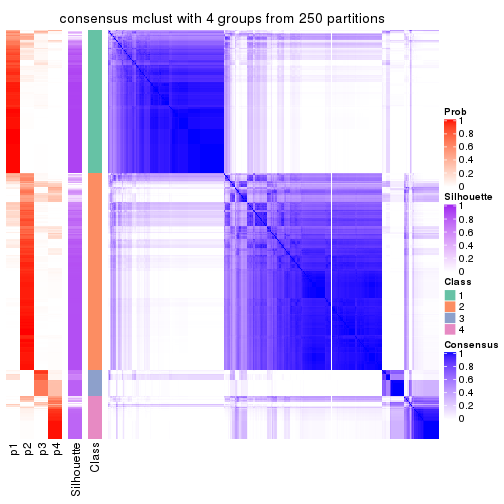 consensus mclust with 4 groups from 250 partitions
Prob
1
0.8
0.6
0.4
0.2
0
Silhouette
1
0.8
0.6
0.4
0.2
0
Class
1
2
3
4
Consensus
1
0.8
0.6
0.4
0.2
0
p1
p2
p3
p4
Silhouette
Class